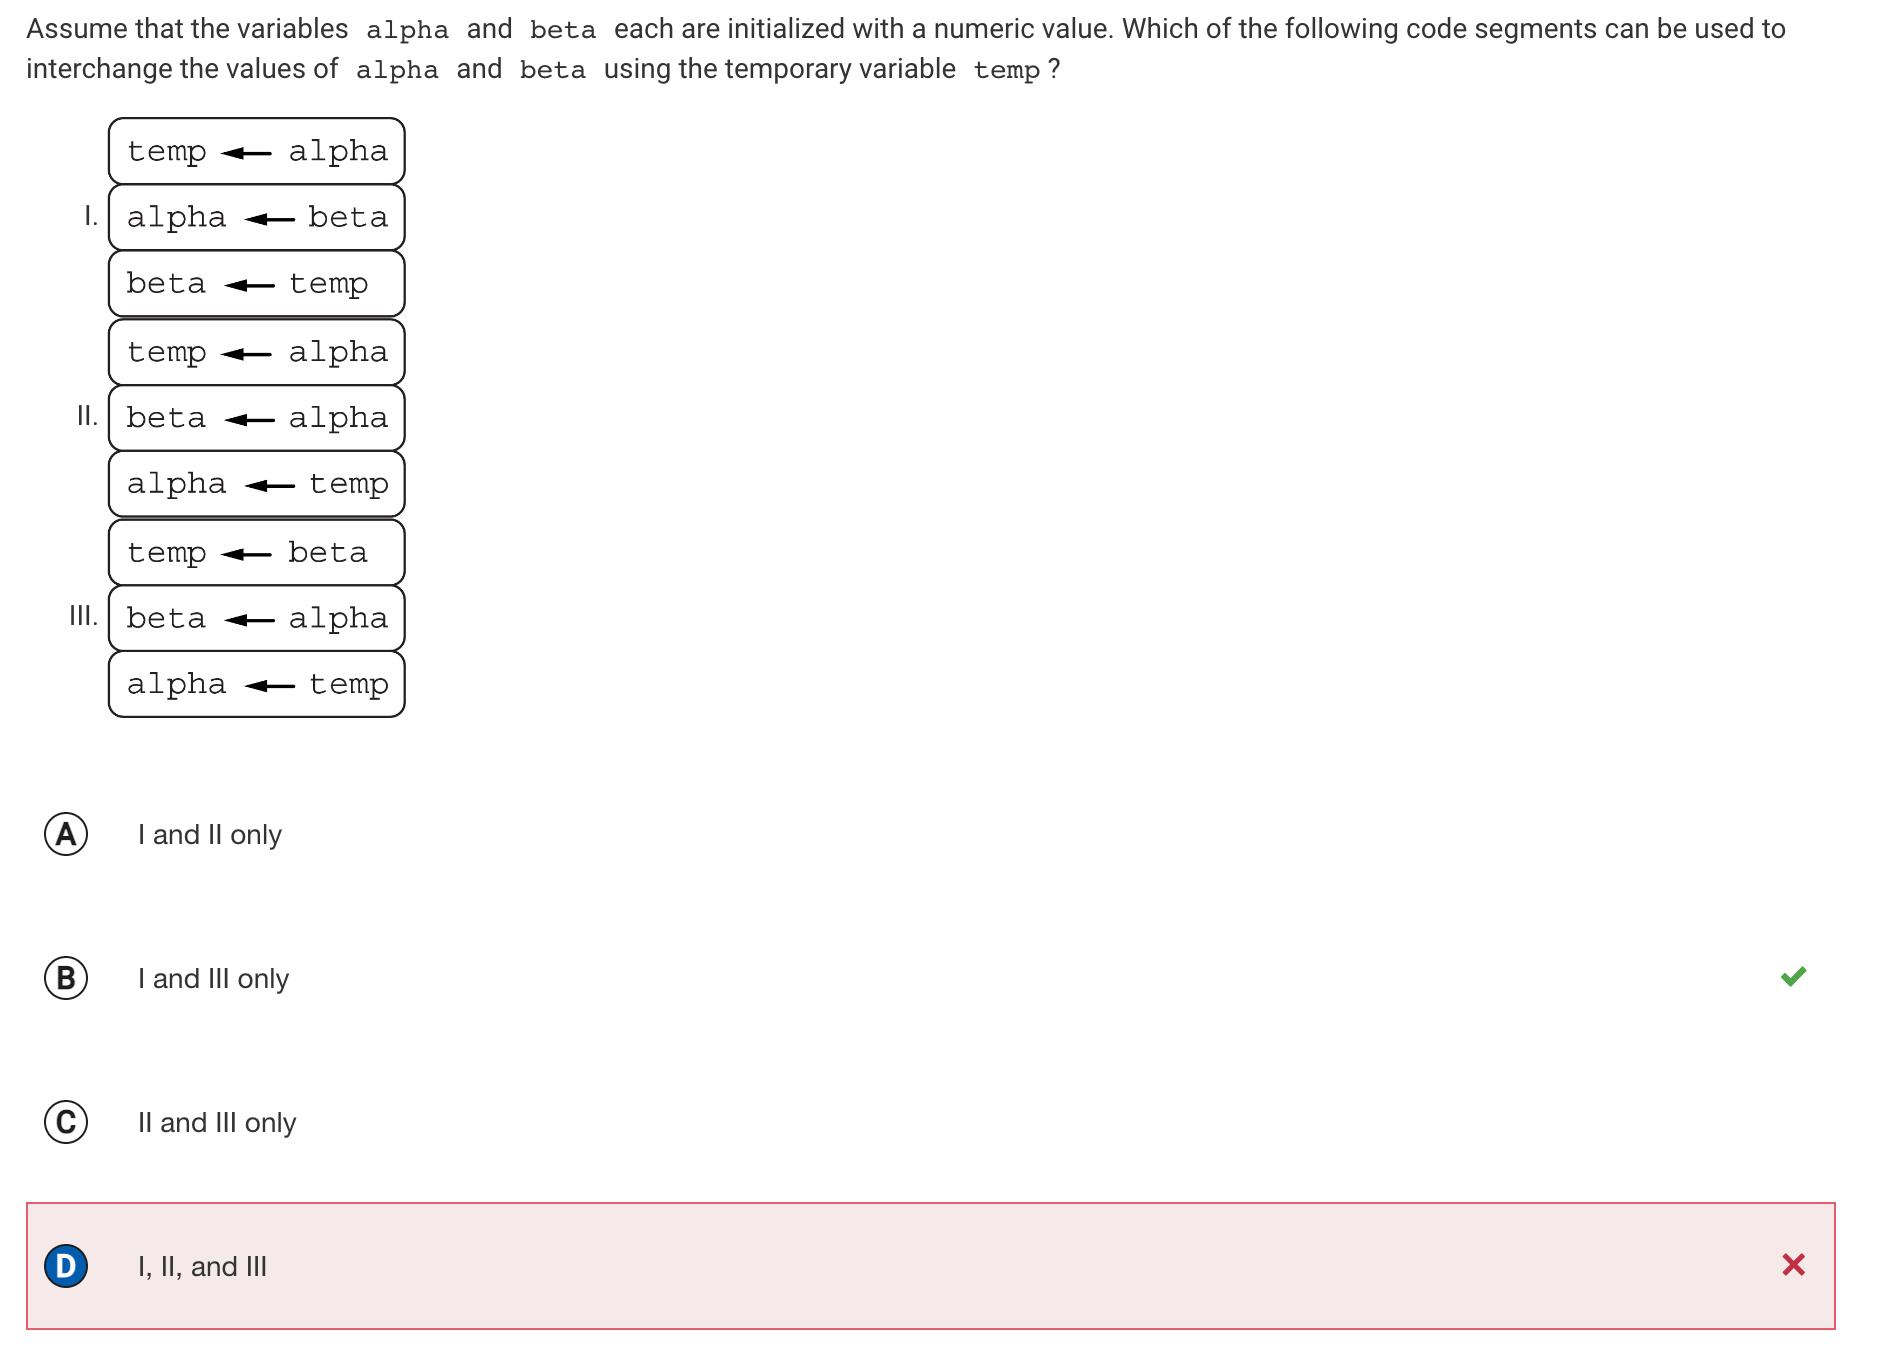 Assume that the variables alpha and beta each are initialized with a numeric value. Which of the following code segments can be used to
interchange the values of alpha and beta using the temporary variable temp ?
temp ← alpha
I. alpha ← beta
beta ← temp
temp ← alpha
II. beta ← alpha
alpha ← temp
temp ← beta
III. beta ← alpha
alpha ← temp
A I and II only
B I and III only
C II and III only
D I, II, and III